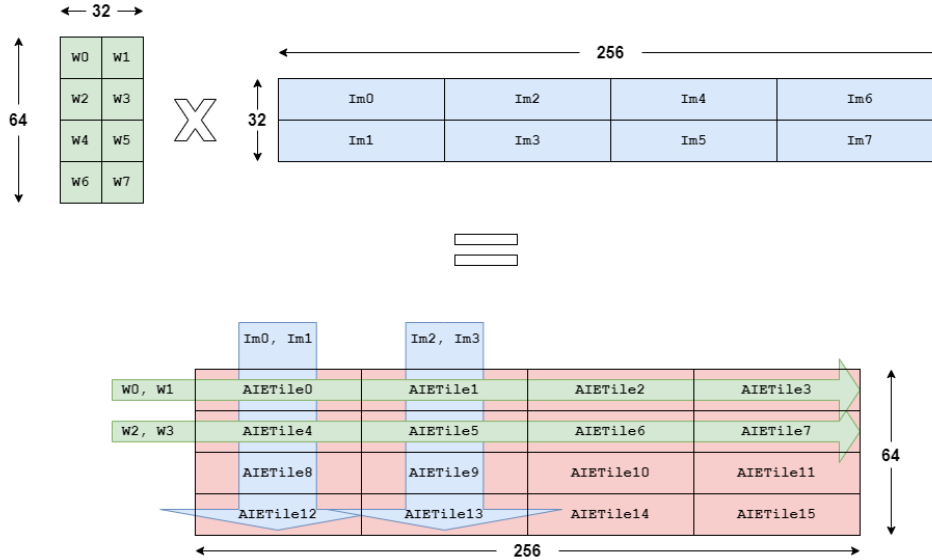 32
256
W0 W1
W2 W3
W4 W5
W6 W7
64
X
32
Im0 Im2 Im4 Im6
Im1 Im3 Im5 Im7
Im0, Im1 Im2, Im3
W0, W1 AIETile0 AIETile1 AIETile2 AIETile3
W2, W3 AIETile4 AIETile5 AIETile6 AIETile7
64
AIETile8 AIETile9 AIETile10 AIETile11
AIETile12 AIETile13 AIETile14 AIETile15
256